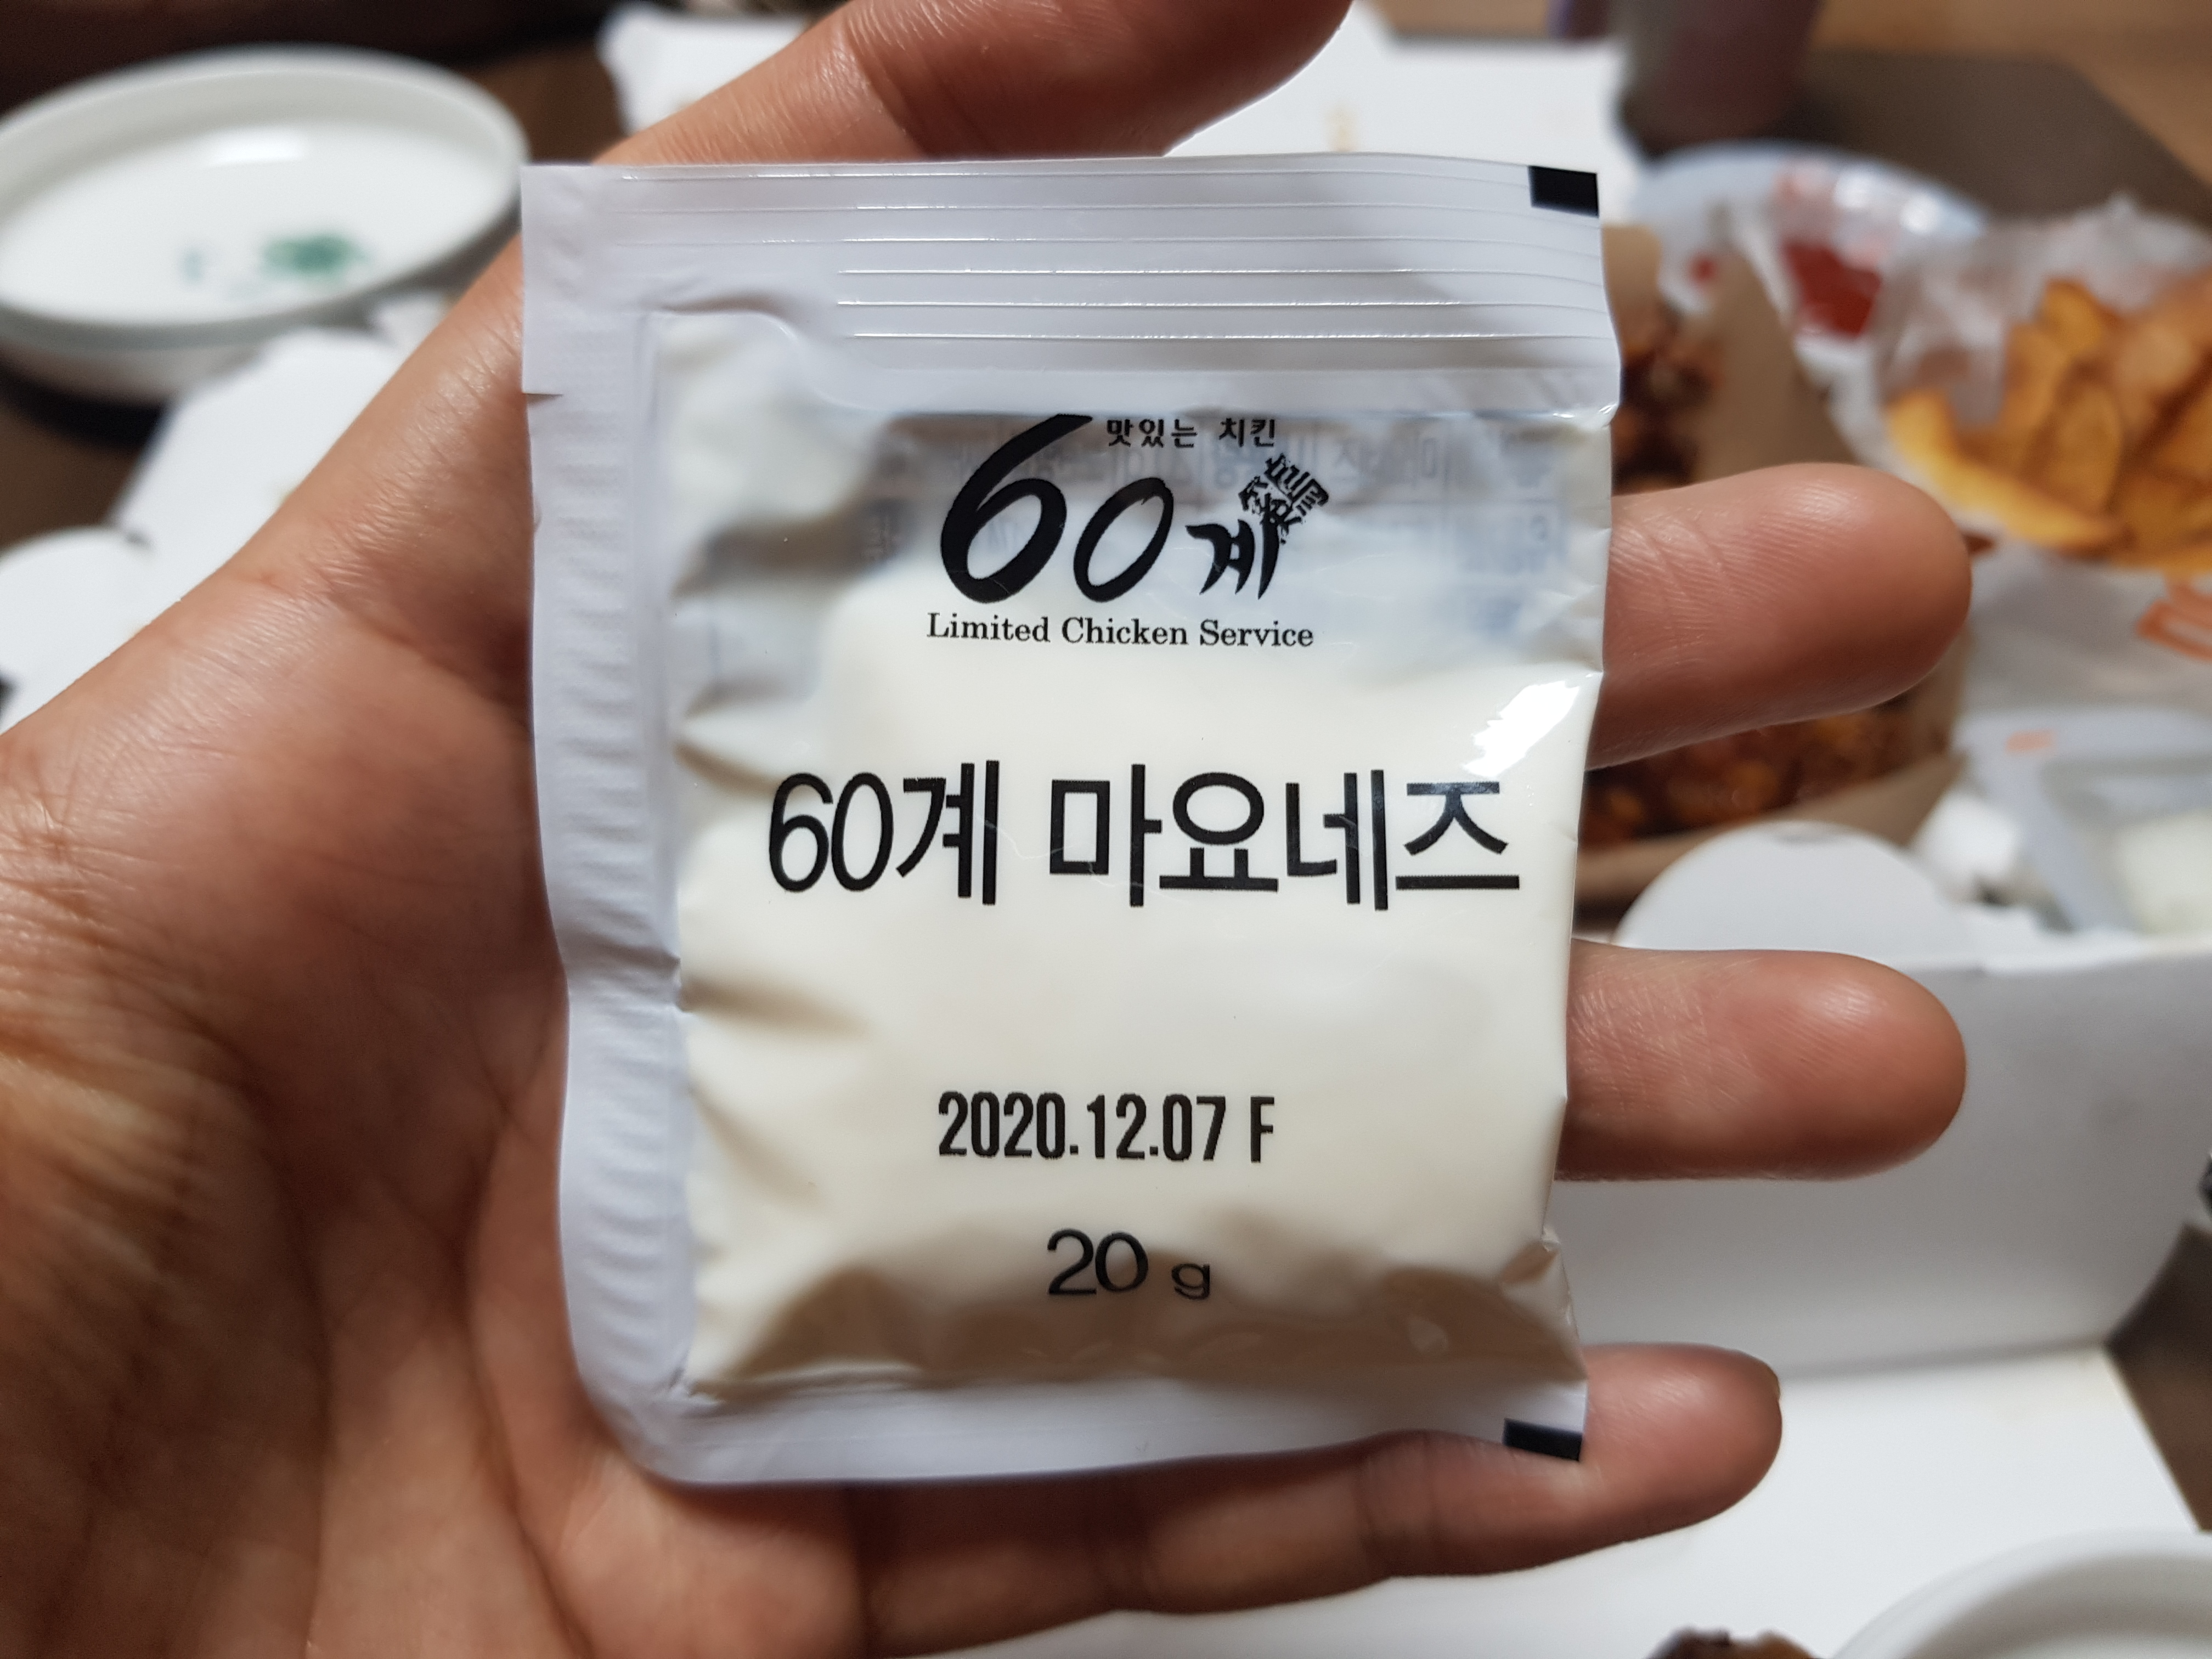 맛있는 치킨
60계
Limited Chicken Service
60계 마요네즈
2020.12.07 F
20 g